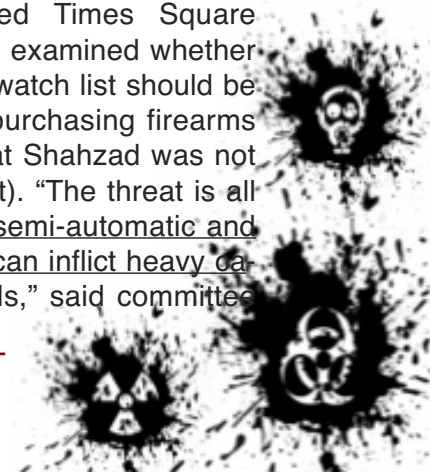 ed Times Square
examined whether
watch list should be
purchasing firearms
at Shahzad was not
t). “The threat is all
semi-automatic and
can inflict heavy ca-
ls,” said committee